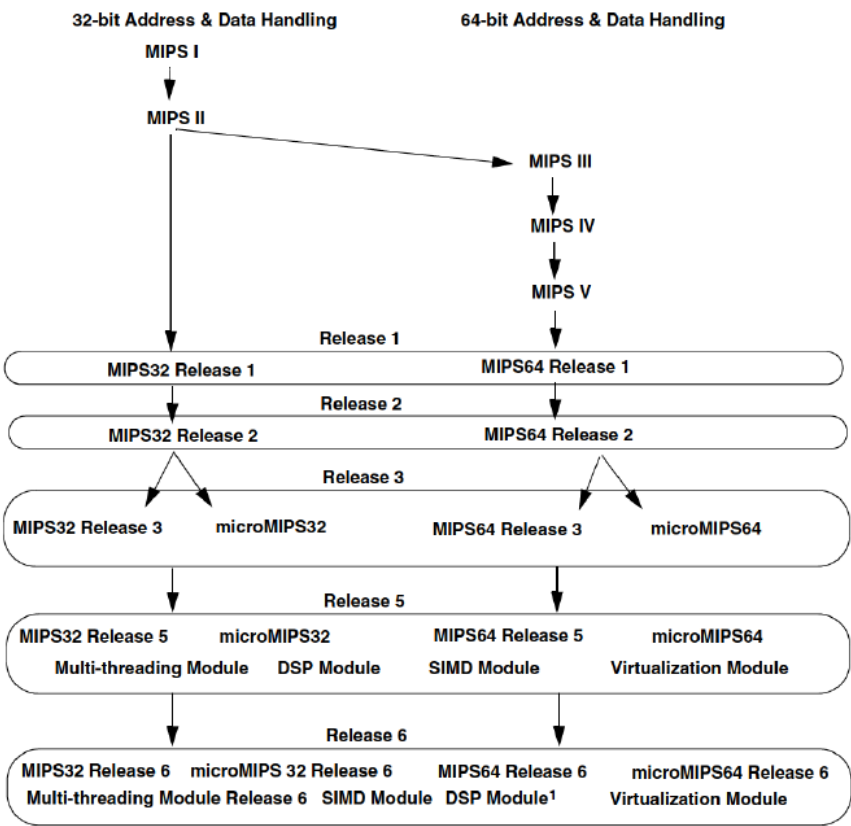 32-bit Address & Data Handling 64-bit Address & Data Handling
MIPS I
MIPS II
MIPS III
MIPS IV
MIPS V
Release 1
MIPS32 Release 1 MIPS64 Release 1
Release 2
MIPS32 Release 2 MIPS64 Release 2
Release 3
MIPS32 Release 3 microMIPS32 MIPS64 Release 3 microMIPS64
Release 5
MIPS32 Release 5 microMIPS32 MIPS64 Release 5 microMIPS64
Multi-threading Module DSP Module SIMD Module Virtualization Module
Release 6
MIPS32 Release 6 microMIPS 32 Release 6 MIPS64 Release 6 microMIPS64 Release 6
Multi-threading Module Release 6 SIMD Module DSP Module¹ Virtualization Module